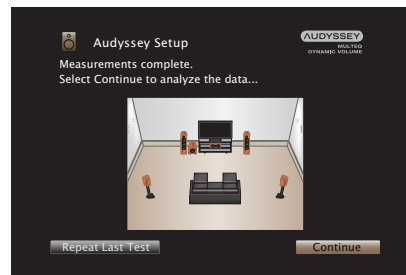 Audyssey Setup
AUDYSSEY
MULTEQ
DYNAMIC VOLUME
Measurements complete.
Select Continue to analyze the data...
Repeat Last Test
Continue